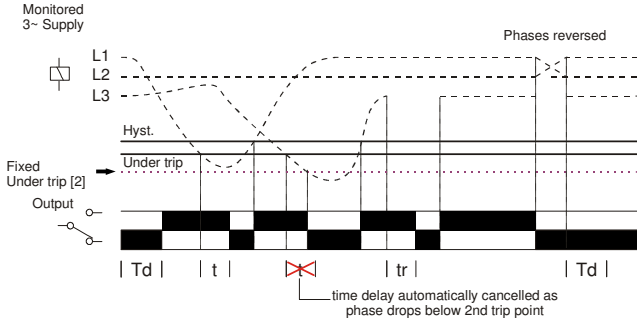 Monitored
3~ Supply
Phases reversed
L1
L2
L3
Hyst.
Under trip
Fixed
Under trip [2]
Output
Td
t
t
tr
Td
time delay automatically cancelled as
phase drops below 2nd trip point